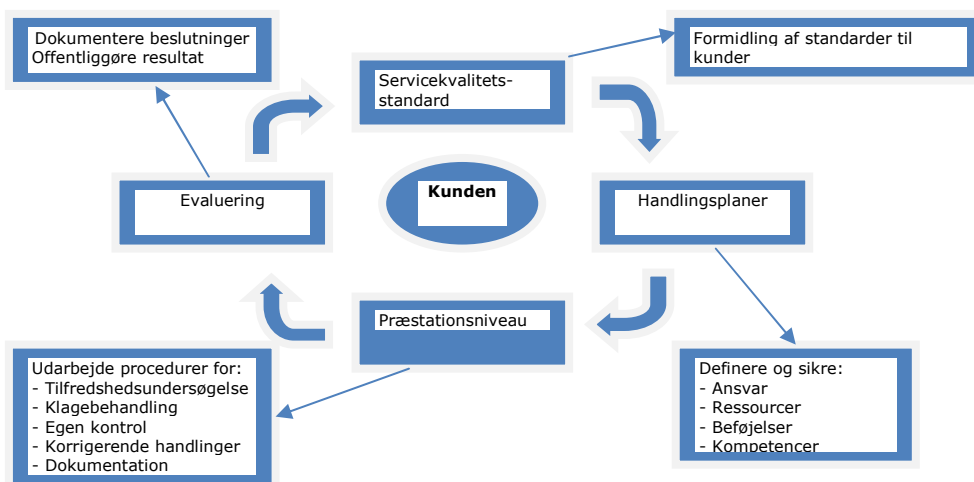 Dokumentere beslutninger
Offentliggøre resultat
Servicekvalitets-
standard
Formidling af standarder til
kunder
Evaluering
Kunden
Handlingsplaner
Præstationsniveau
Udarbejde procedurer for:
- Tilfredshedsundersøgelse
- Klagebehandling
- Egen kontrol
- Korrigerende handlinger
- Dokumentation
Definere og sikre:
- Ansvar
- Ressourcer
- Beføjelser
- Kompetencer